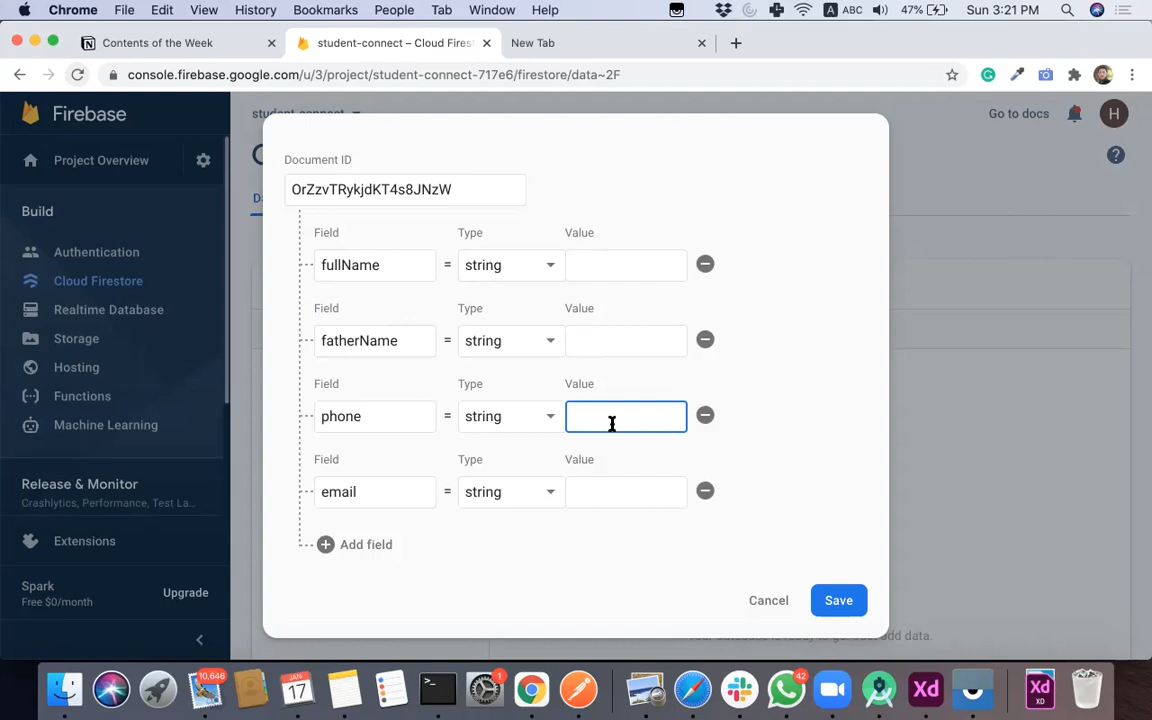 Chrome File Edit View History Bookmarks People Tab Window Help A ABC 47% Sun 3:21 PM
Contents of the Week student-connect – Cloud Fires New Tab
console.firebase.google.com/u/3/project/student-connect-717e6/firestore/data~2F
Firebase
Go to docs H
Project Overview
Document ID
OrZzvTRykjdKT4s8JNzW
Build
Field Type Value
Authentication
fullName = string
Cloud Firestore
Field Type Value
Realtime Database
Storage
fatherName = string
Hosting
Field Type Value
Functions
phone = string
Machine Learning
Field Type Value
Release & Monitor
email = string
Crashlytics, Performance, Test La...
Extensions
Add field
Spark
Free $0/month
Upgrade
Cancel Save
10,646
JAN
17
1
42
Xd
Xd